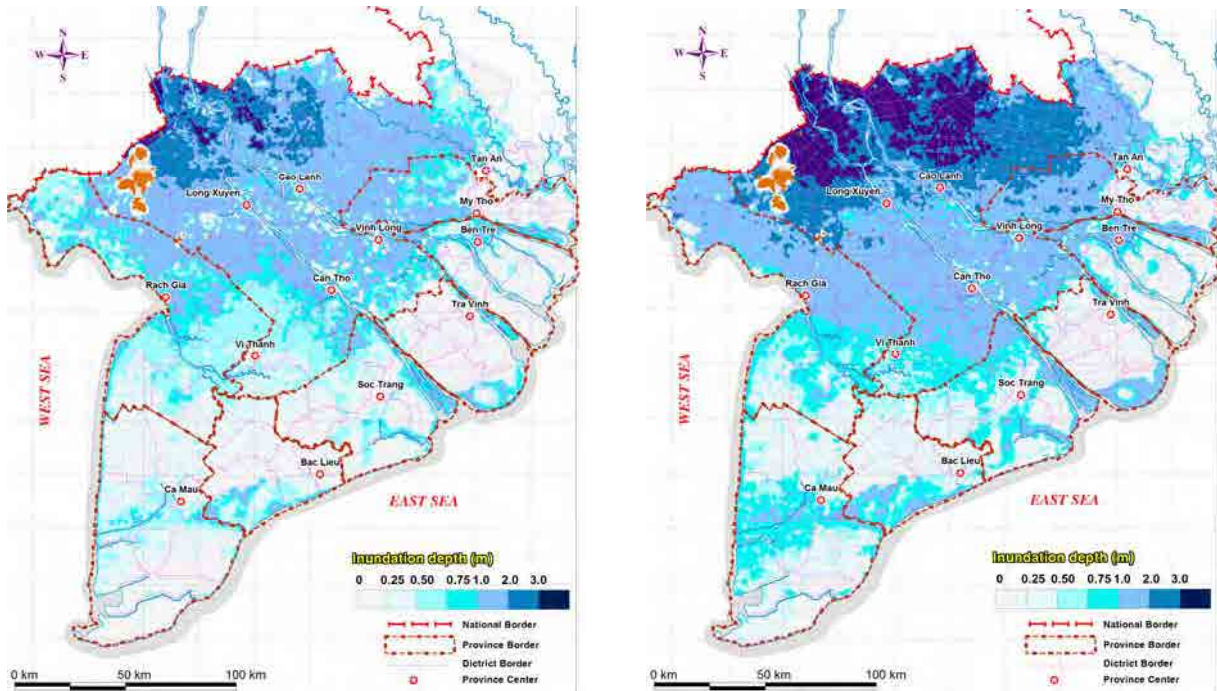 N
W E
S
Tan An
Cao Lanh
Long Xuyen
My Tho
Vinh Long
Ben Tre
Can Tho
Rach Gia
Tra Vinh
Vi Thanh
Soc Trang
WEST SEA
Bac Lieu
Ca Mau
EAST SEA
Inundation depth (m)
0 0.25 0.50 0.75 1.0 2.0 3.0
National Border
Province Border
Dictrict Border
Province Center
0 km 50 km 100 km
N
W E
S
Tan An
Cao Lanh
Long Xuyen
My Tho
Vinh Long
Ben Tre
Can Tho
Rach Gia
Tra Vinh
Vi Thanh
Soc Trang
WEST SEA
Bac Lieu
Ca Mau
EAST SEA
Inundation depth (m)
0 0.25 0.50 0.75 1.0 2.0 3.0
National Border
Province Border
Dictrict Border
Province Center
0 km 50 km 100 km